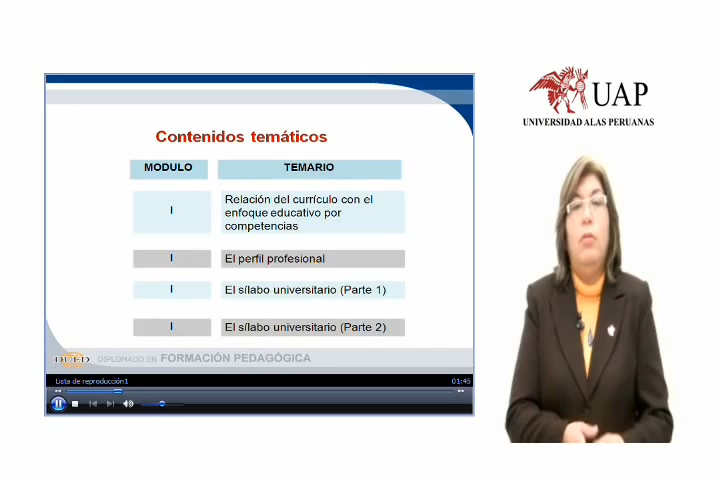 UAP
UNIVERSIDAD ALAS PERUANAS
Contenidos temáticos
MODULO TEMARIO
I Relación del currículo con el
enfoque educativo por
competencias
I El perfil profesional
I El sílabo universitario (Parte 1)
I El sílabo universitario (Parte 2)
DUED DIPLOMADO EN FORMACIÓN PEDAGÓGICA
Lista de reproducción1 01:45